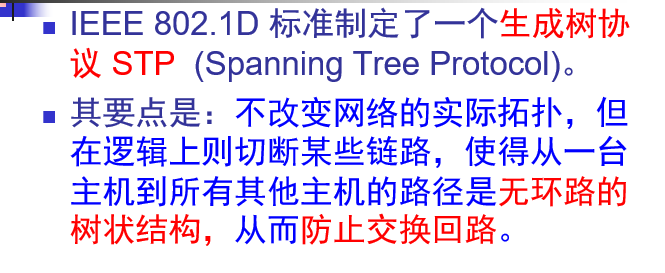 IEEE 802.1D 标准制定了一个生成树协
议 STP (Spanning Tree Protocol)。
其要点是：不改变网络的实际拓扑，但
在逻辑上则切断某些链路，使得从一台
主机到所有其他主机的路径是无环路的
树状结构，从而防止交换回路。